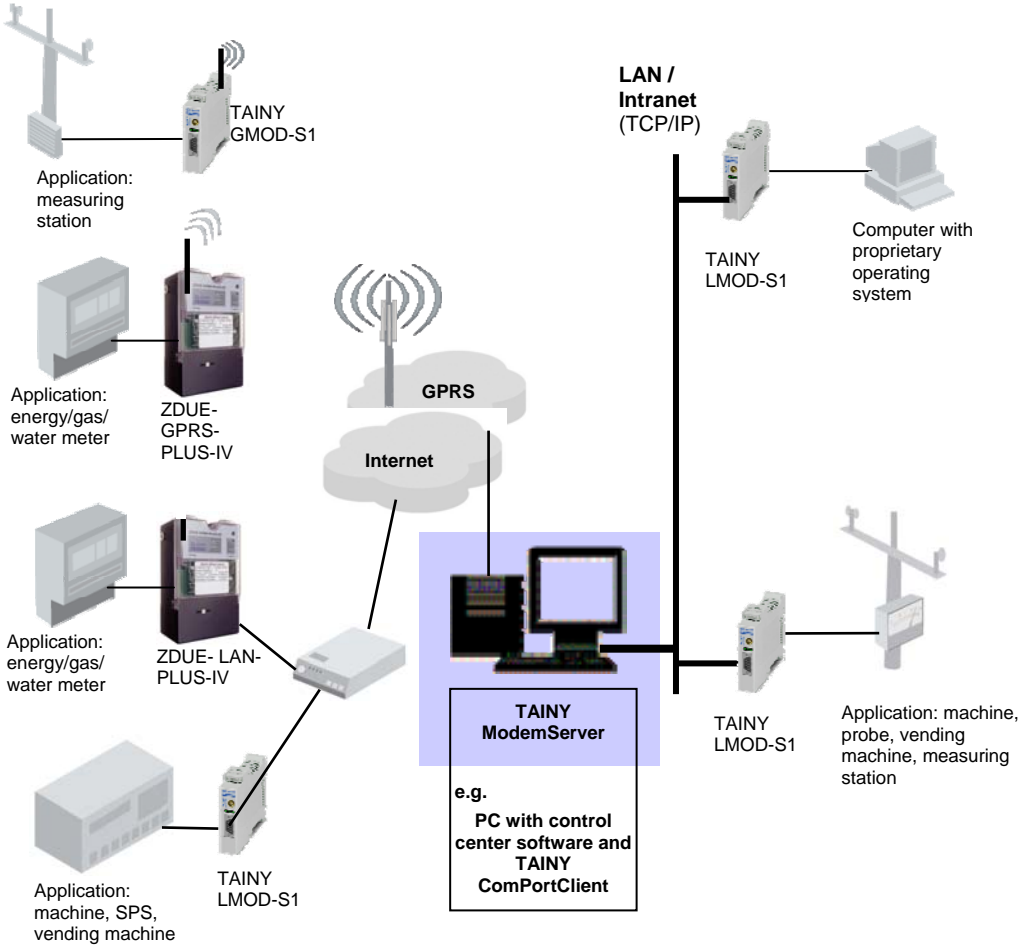 TAINY
GMOD-S1
Application:
measuring
station
LAN /
Intranet
(TCP/IP)
TAINY
LMOD-S1
Computer with
proprietary
operating
system
Application:
energy/gas/
water meter
ZDUE-
GPRS-
PLUS-IV
GPRS
Internet
Application:
energy/gas/
water meter
ZDUE- LAN-
PLUS-IV
TAINY
ModemServer
e.g.
PC with control
center software and
TAINY
ComPortClient
TAINY
LMOD-S1
Application: machine,
probe, vending
machine, measuring
station
Application:
machine, SPS,
vending machine
TAINY
LMOD-S1